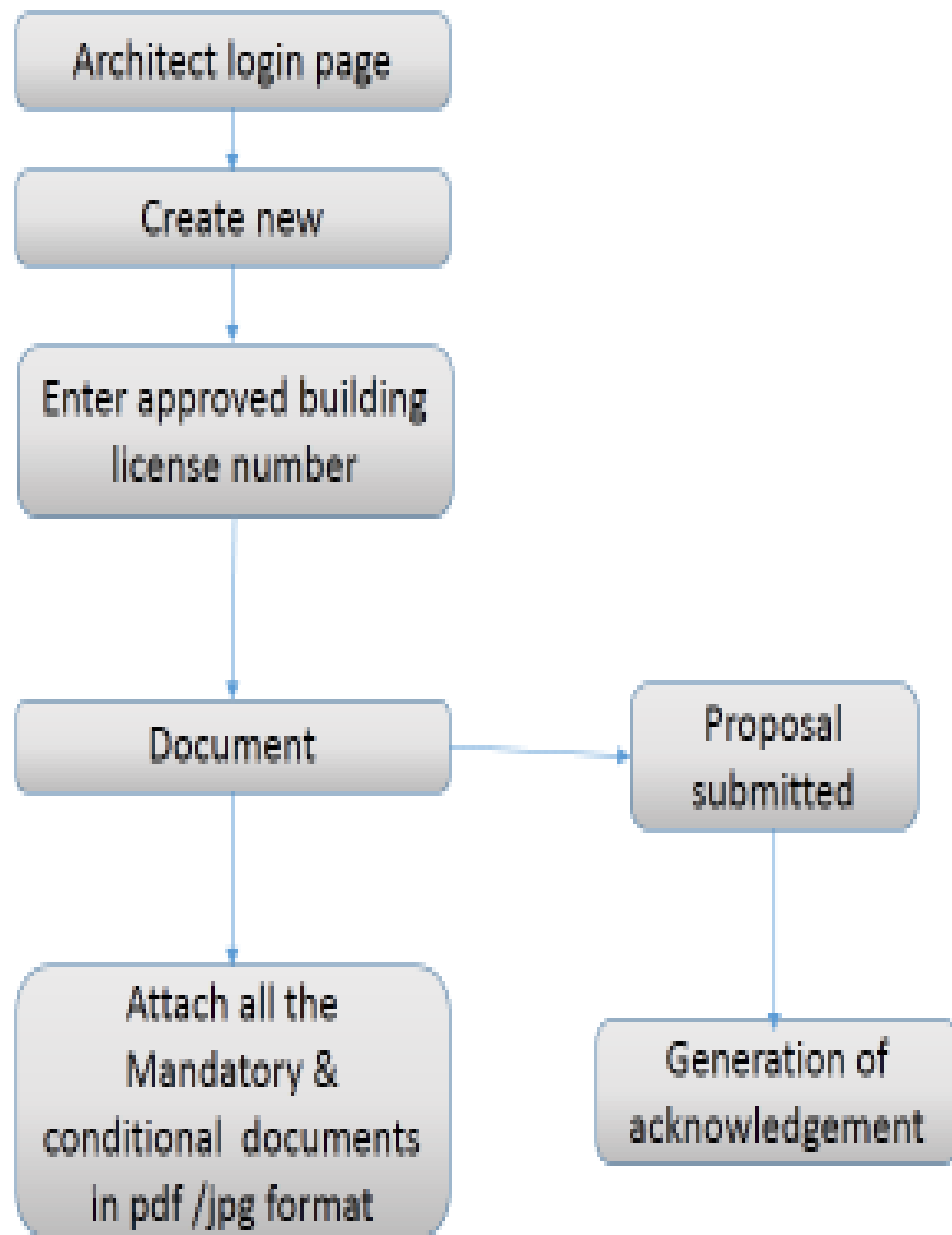 Architect login page
Create new
Enter approved building
license number
Document
Proposal
submitted
Attach all the
Mandatory &
conditional documents
in pdf /jpg format
Generation of
acknowledgement